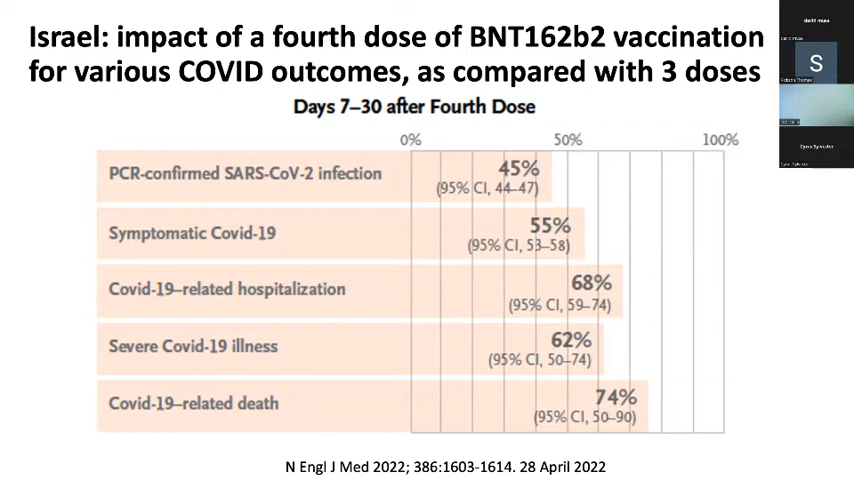 Israel: impact of a fourth dose of BNT162b2 vaccination
for various COVID outcomes, as compared with 3 doses
Days 7–30 after Fourth Dose
0% 50% 100%
PCR-confirmed SARS-CoV-2 infection 45%
(95% CI, 44–47)
Symptomatic Covid-19 55%
(95% CI, 53–58)
Covid-19–related hospitalization 68%
(95% CI, 59–74)
Severe Covid-19 illness 62%
(95% CI, 50–74)
Covid-19–related death 74%
(95% CI, 50–90)
N Engl J Med 2022; 386:1603-1614. 28 April 2022
S
Cyrus Sylvester